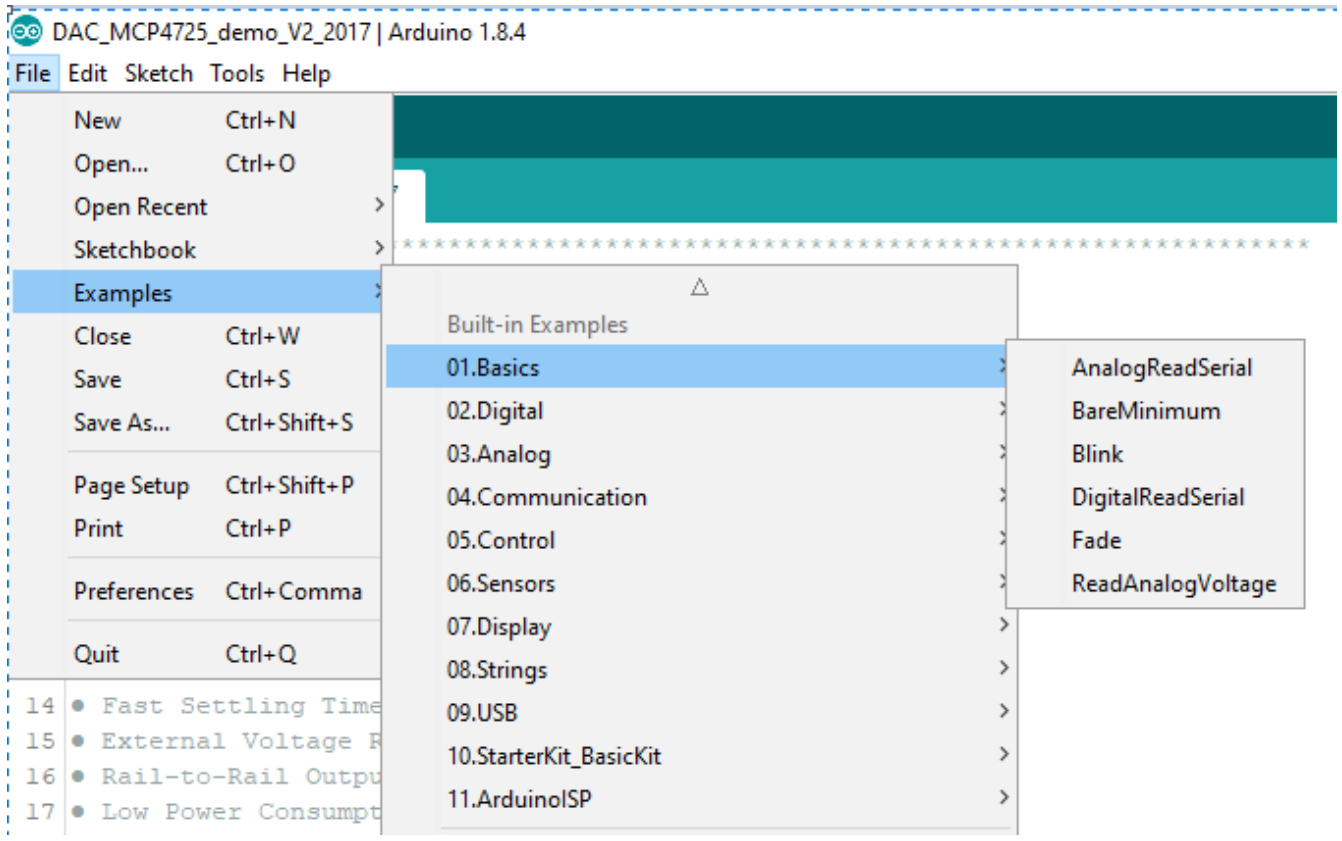 DAC_MCP4725_demo_V2_2017 | Arduino 1.8.4
File Edit Sketch Tools Help
New Ctrl+N
Open... Ctrl+O
Open Recent >
Sketchbook >
Examples >
Close Ctrl+W
Save Ctrl+S
Save As... Ctrl+Shift+S
Page Setup Ctrl+Shift+P
Print Ctrl+P
Preferences Ctrl+Comma
Quit Ctrl+Q
*****************************************************************
Built-in Examples
01.Basics >
02.Digital >
03.Analog >
04.Communication >
05.Control >
06.Sensors >
07.Display >
08.Strings >
09.USB >
10.StarterKit_BasicKit >
11.ArduinoISP >
AnalogReadSerial
BareMinimum
Blink
DigitalReadSerial
Fade
ReadAnalogVoltage
14 ● Fast Settling Time
15 ● External Voltage R
16 ● Rail-to-Rail Outpu
17 ● Low Power Consumpt